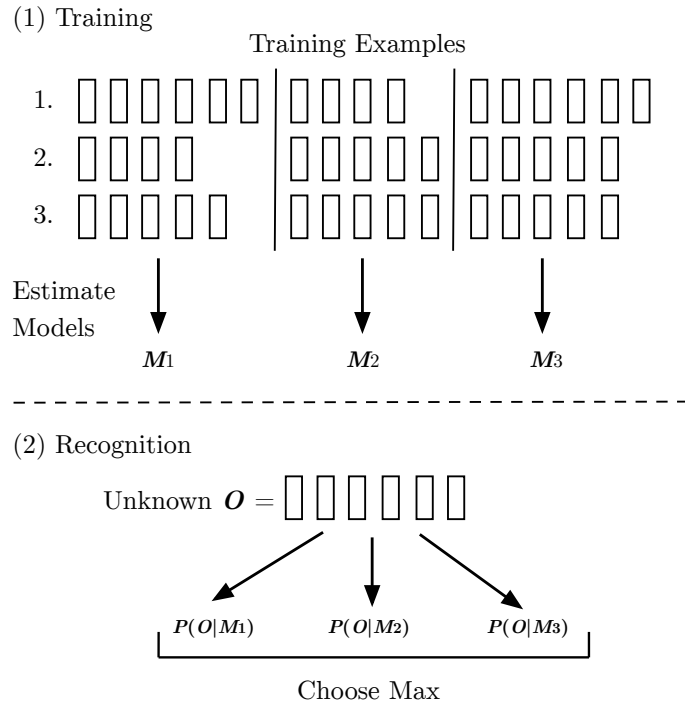 (1) Training
Training Examples
1.
2.
3.
Estimate
Models
M1 M2 M3
(2) Recognition
Unknown O =
P(O|M1) P(O|M2) P(O|M3)
Choose Max